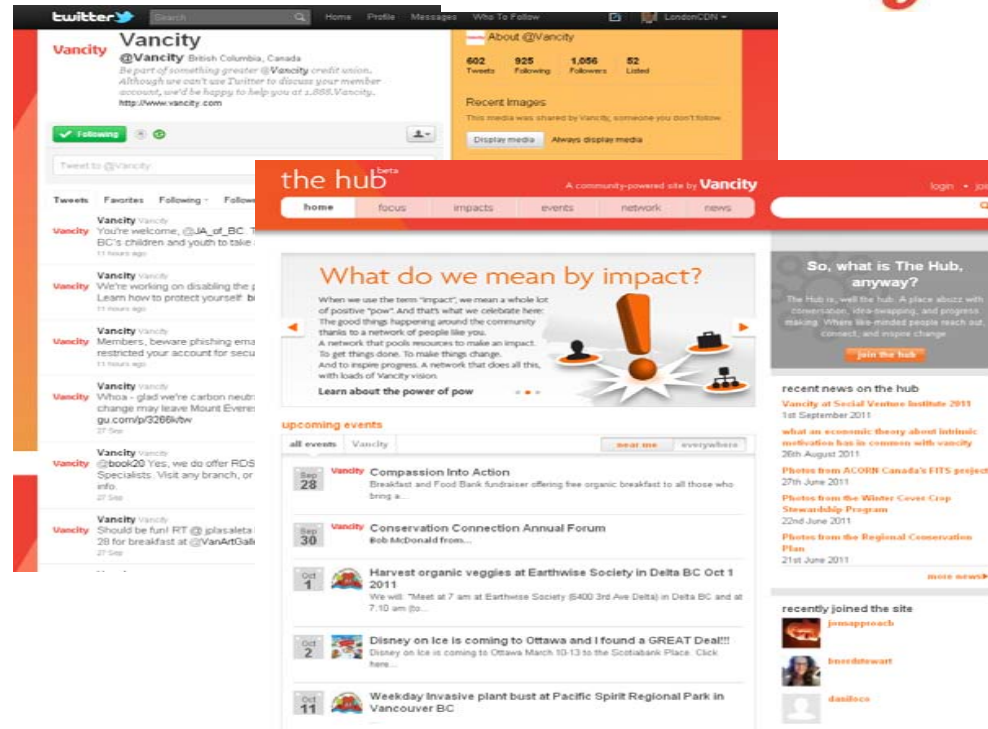 twitter
Search
Home Profile Messages Who To Follow
LondonCDN
Vancity
Vancity
@Vancity British Columbia, Canada
Be part of something greater @Vancity credit union.
Although we can't use Twitter to discuss your member
account, we'd be happy to help you at 1.888.Vancity.
http://www.vancity.com
Following
Tweet to @Vancity
Tweets Favorites Following
Vancity Vancity
Vancity You're welcome, @JA_of_BC.
BC's children and youth to take
11 hours ago
Vancity Vancity
Vancity We're working on disabling the
Learn how to protect yourself:
11 hours ago
Vancity Vancity
Vancity Members, beware phishing
restricted your account for
11 hours ago
Vancity Vancity
Vancity Whoa - glad we're carbon
change may leave Mount
gu.com/p/3266k/tw
27 Sep
Vancity Vancity
Vancity @book20 Yes, we do offer
Specialists. Visit any branch, or
info.
27 Sep
Vancity Vancity
Vancity Should be fun! RT @jplasaleta
28 for breakfast at
27 Sep
About @Vancity
602 925 1,056 52
Tweets Following Followers Listed
Recent Images
This media was shared by Vancity, someone you don't follow.
Display media Always display media
the hub beta
A community-powered site by Vancity
login •
home focus impacts events network news
What do we mean by impact?
When we use the term "impact", we mean a whole lot
of positive "pow". And that's what we celebrate here:
The good things happening around the community
thanks to a network of people like you.
A network that pools resources to make an impact.
To get things done. To make things change.
And to inspire progress. A network that does all this,
with loads of Vancity vision.
Learn about the power of pow
upcoming events
all events Vancity near me everywhere
Sep 28 Vancity Compassion Into Action
Breakfast and Food Bank fundraiser offering free organic breakfast to all those who
bring a...
Sep 30 Vancity Conservation Connection Annual Forum
Bob McDonald from...
Oct 1 Harvest organic veggies at Earthwise Society in Delta BC Oct 1
2011
We will: "Meet at 7 am at Earthwise Society (6400 3rd Ave Delta) in Delta BC and at
7:10 am (to...
Oct 2 Disney on Ice is coming to Ottawa and I found a GREAT Deal!!!
Disney on Ice is coming to Ottawa March 10-13 to the Scotiabank Place. Click
here...
Oct 11 Weekday Invasive plant bust at Pacific Spirit Regional Park in
Vancouver BC
So, what is The Hub,
anyway?
The Hub is, well the hub. A place abuzz with
conversation, idea-swapping, and progress
making. Where like-minded people reach out,
connect, and inspire change.
join the hub
recent news on the hub
Vancity at Social Venture Institute 2011
1st September 2011
what an economic theory about intrinsic
motivation has in common with vancity
26th August 2011
Photos from ACORN Canada's FITS project
27th June 2011
Photos from the Winter Cover Crop
Stewardship Program
22nd June 2011
Photos from the Regional Conservation
Plan
21st June 2011
more news
recently joined the site
jonsapproach
daniloco